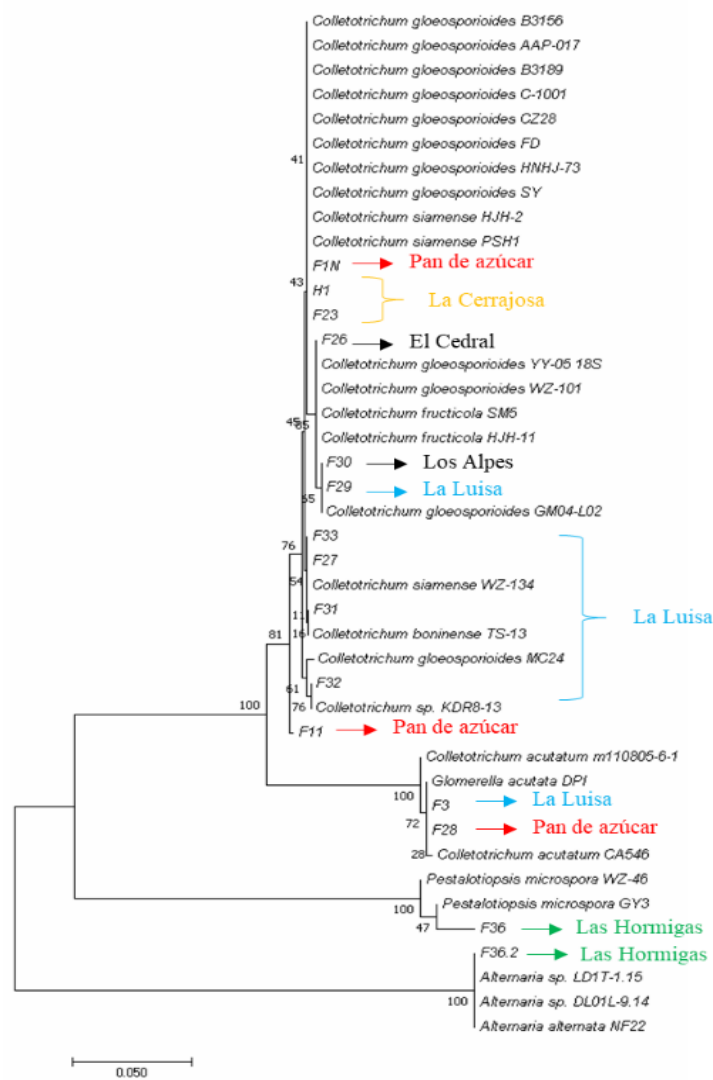 Colletotrichum gloeosporioides B3156
Colletotrichum gloeosporioides AAP-017
Colletotrichum gloeosporioides B3189
Colletotrichum gloeosporioides C-1001
Colletotrichum gloeosporioides CZ28
Colletotrichum gloeosporioides FD
41
Colletotrichum gloeosporioides HNHJ-73
Colletotrichum gloeosporioides SY
Colletotrichum siamense HJH-2
Colletotrichum siamense PSH1
F1N Pan de azúcar
43
H1
La Cerrajosa
F23
F26 El Cedral
Colletotrichum gloeosporioides YY-05 18S
Colletotrichum gloeosporioides WZ-101
Colletotrichum fructicola SM5
45
Colletotrichum fructicola HJH-11
F30 Los Alpes
F29 La Luisa
65
Colletotrichum gloeosporioides GM04-L02
F33
76
F27
54
Colletotrichum siamense WZ-134
F31
11
La Luisa
16
Colletotrichum boninense TS-13
Colletotrichum gloeosporioides MC24
81
F32
61
76
Colletotrichum sp. KDR8-13
100
F11 Pan de azúcar
Colletotrichum acutatum m110805-6-1
Glomerella acutata DPI
100
F3 La Luisa
72
F28 Pan de azúcar
28
Colletotrichum acutatum CA546
Pestalotiopsis microspora WZ-46
100
Pestalotiopsis microspora GY3
47
F36 Las Hormigas
F36.2 Las Hormigas
Alternaria sp. LD1T-1.15
100
Alternaria sp. DL01L-9.14
Alternaria alternata NF22
0.050